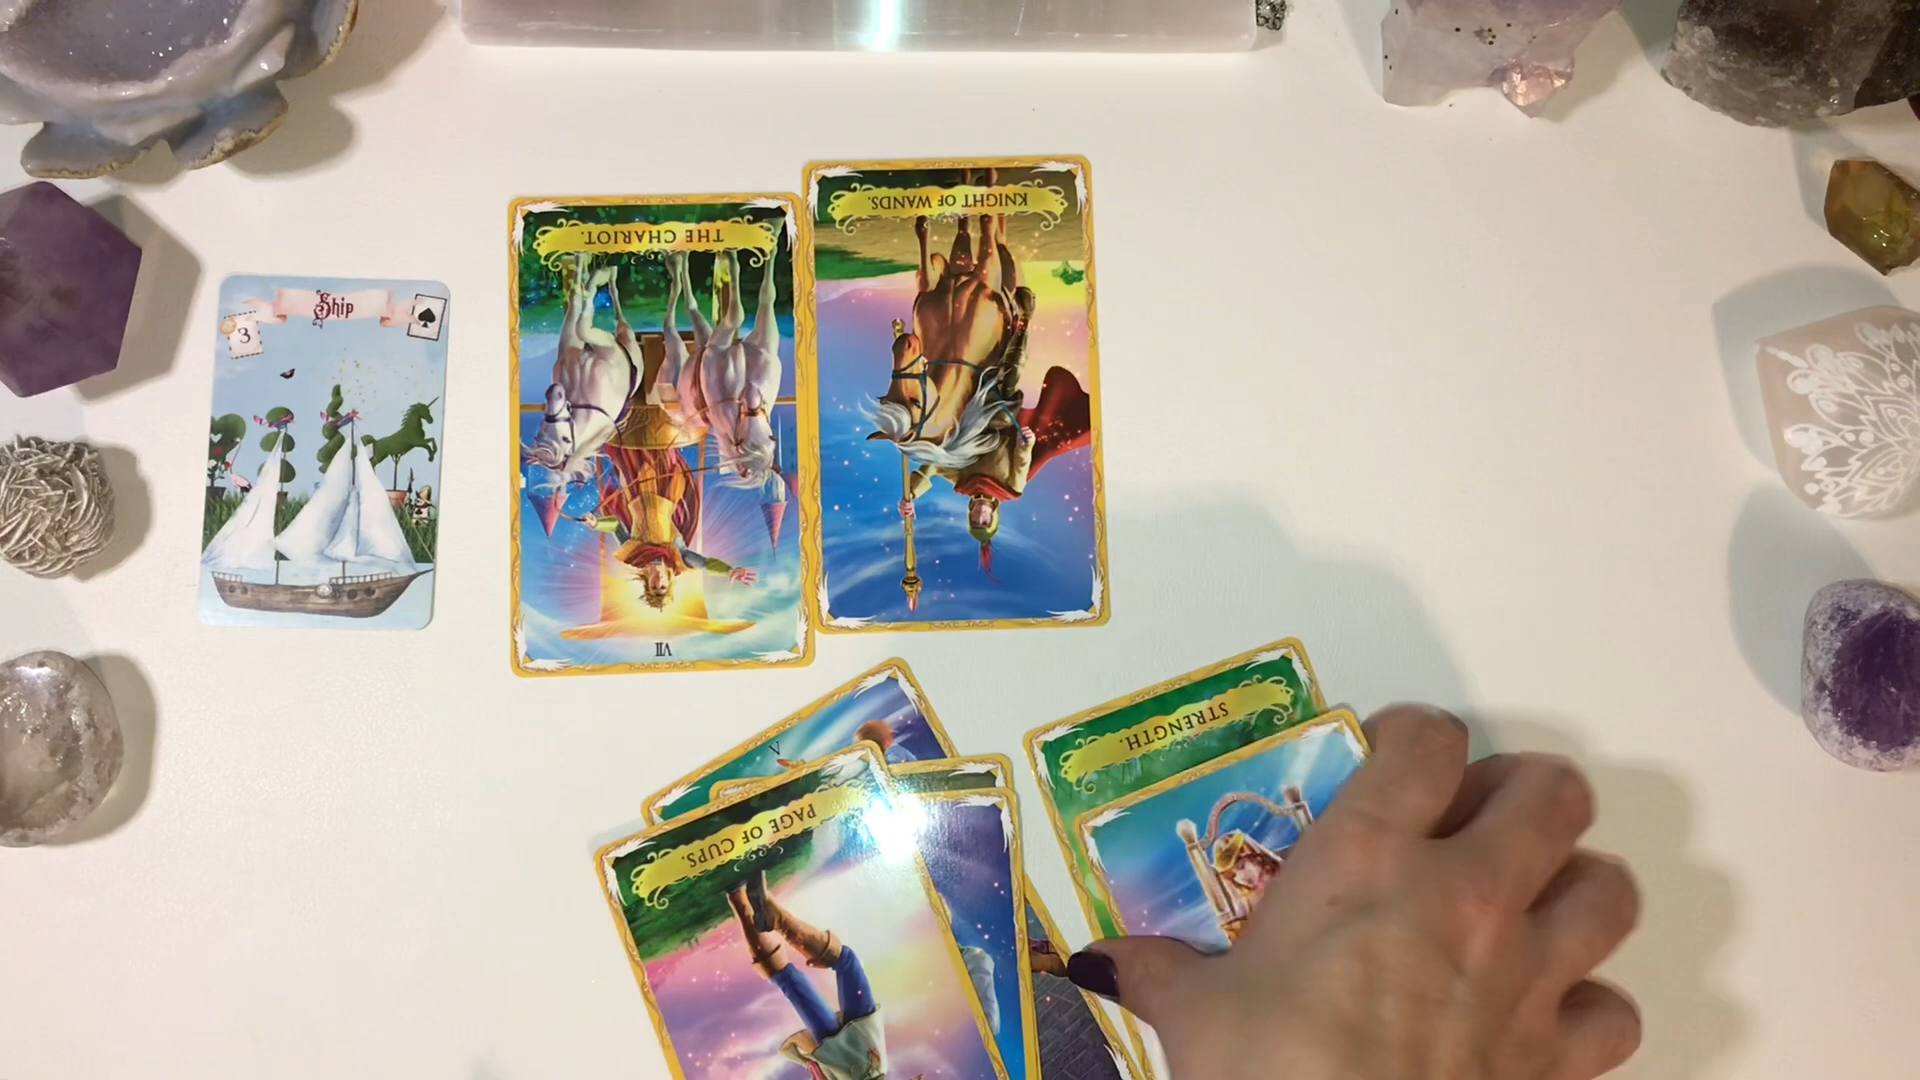 Ship
3
THE CHARIOT.
VII
KNIGHT OF WANDS.
V
PAGE OF CUPS.
STRENGTH.